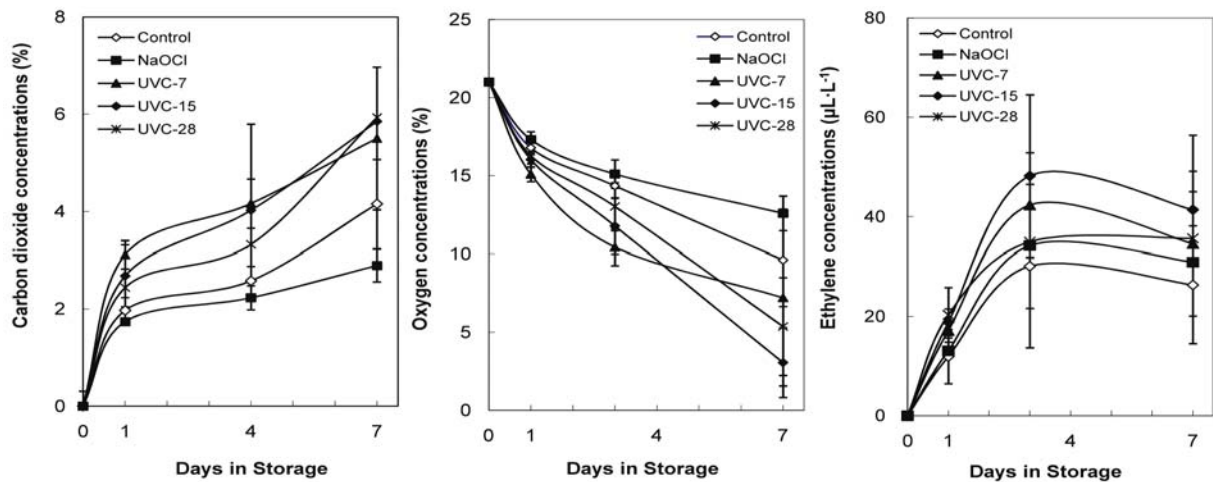 Carbon dioxide concentrations (%)
8
6
4
2
0
Control
NaOCl
UVC-7
UVC-15
UVC-28
0 1 4 7
Days in Storage
Oxygen concentrations (%)
25
20
15
10
5
0
Control
NaOCl
UVC-7
UVC-15
UVC-28
0 1 4 7
Days in Storage
Ethylene concentrations (μL·L⁻¹)
80
60
40
20
0
Control
NaOCl
UVC-7
UVC-15
UVC-28
0 1 4 7
Days in Storage